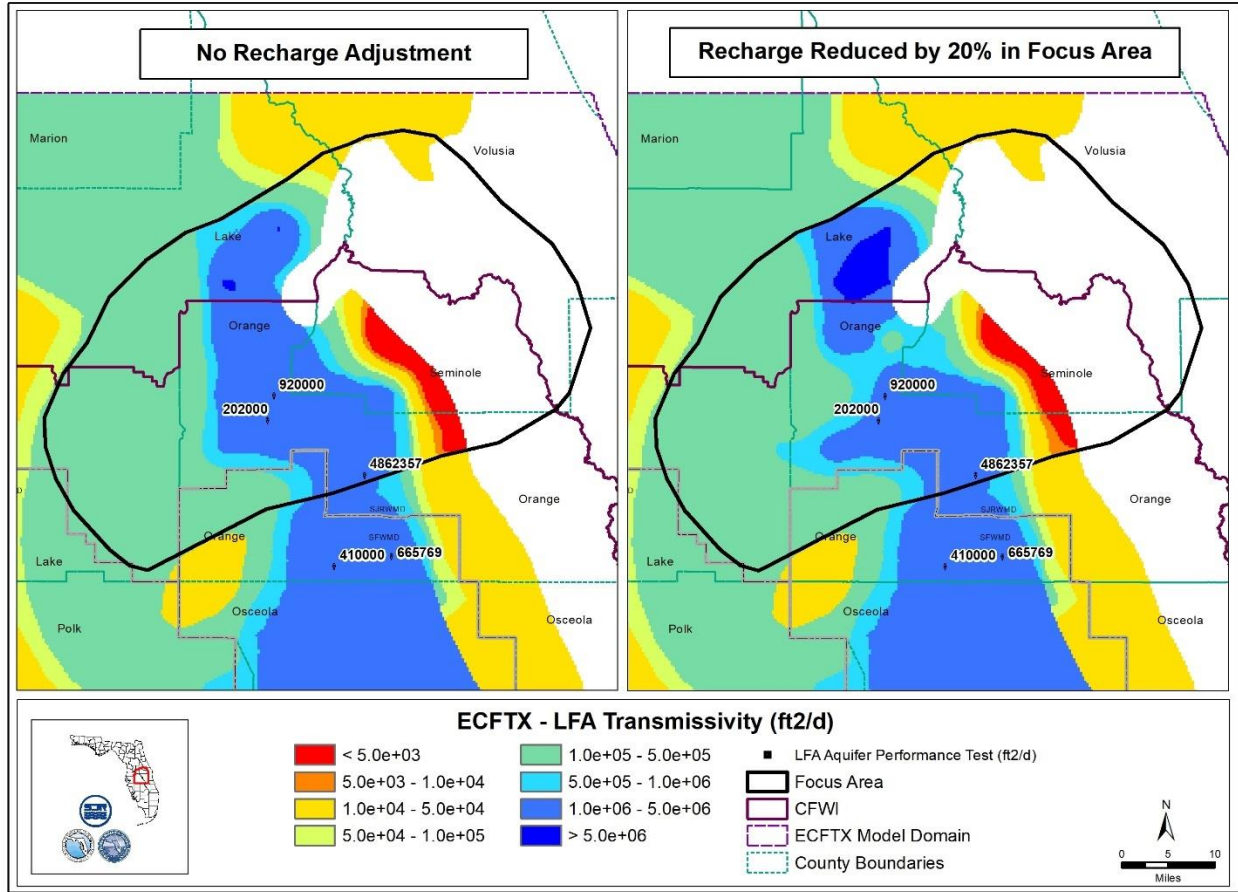 No Recharge Adjustment
Marion
Volusia
Lake
Orange
Seminole
920000
202000
4862357
Orange
SJRWMD
SFWMD
Orange
410000
665769
Lake
Osceola
Osceola
Polk
Recharge Reduced by 20% in Focus Area
Marion
Volusia
Lake
Orange
Seminole
920000
202000
4862357
Orange
SJRWMD
SFWMD
Orange
410000
665769
Lake
Osceola
Osceola
Polk
ECFTX - LFA Transmissivity (ft2/d)
< 5.0e+03
5.0e+03 - 1.0e+04
1.0e+04 - 5.0e+04
5.0e+04 - 1.0e+05
1.0e+05 - 5.0e+05
5.0e+05 - 1.0e+06
1.0e+06 - 5.0e+06
> 5.0e+06
LFA Aquifer Performance Test (ft2/d)
Focus Area
CFWI
ECFTX Model Domain
County Boundaries
N
0 5 10
Miles